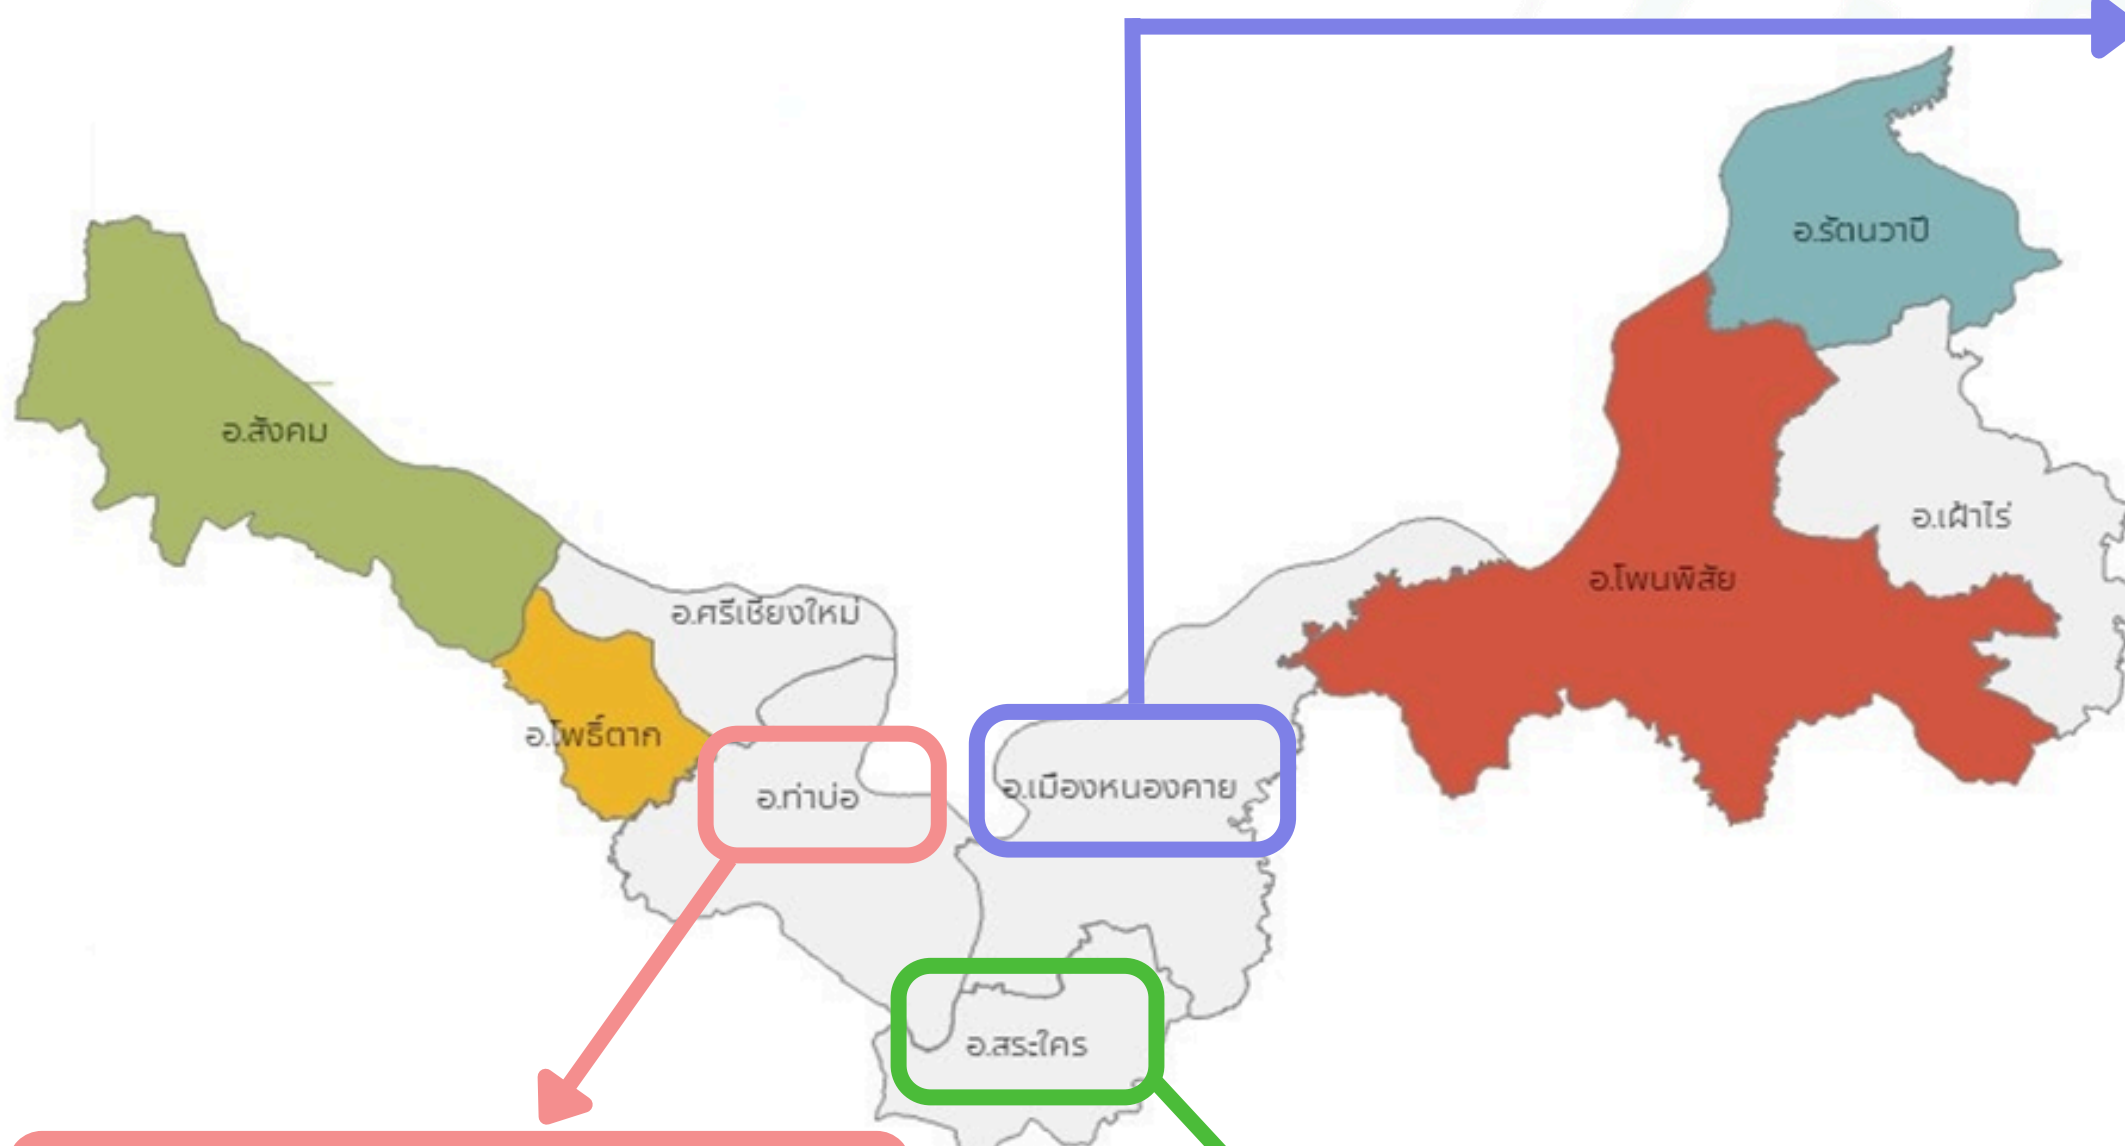 อ.รัตนวาปี
อ.สังคม
อ.เฝ้าไร่
อ.โพนพิสัย
อ.ศรีเชียงใหม่
อ.โพธิ์ตาก
อ.ท่าบ่อ
อ.เมืองหนองคาย
อ.สระใคร